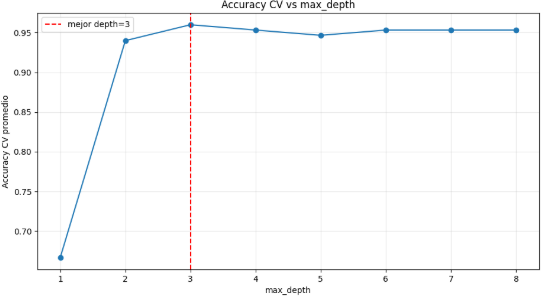 Accuracy CV vs max_depth
mejor depth=3
Accuracy CV promedio
0.95
0.90
0.85
0.80
0.75
0.70
1 2 3 4 5 6 7 8
max_depth